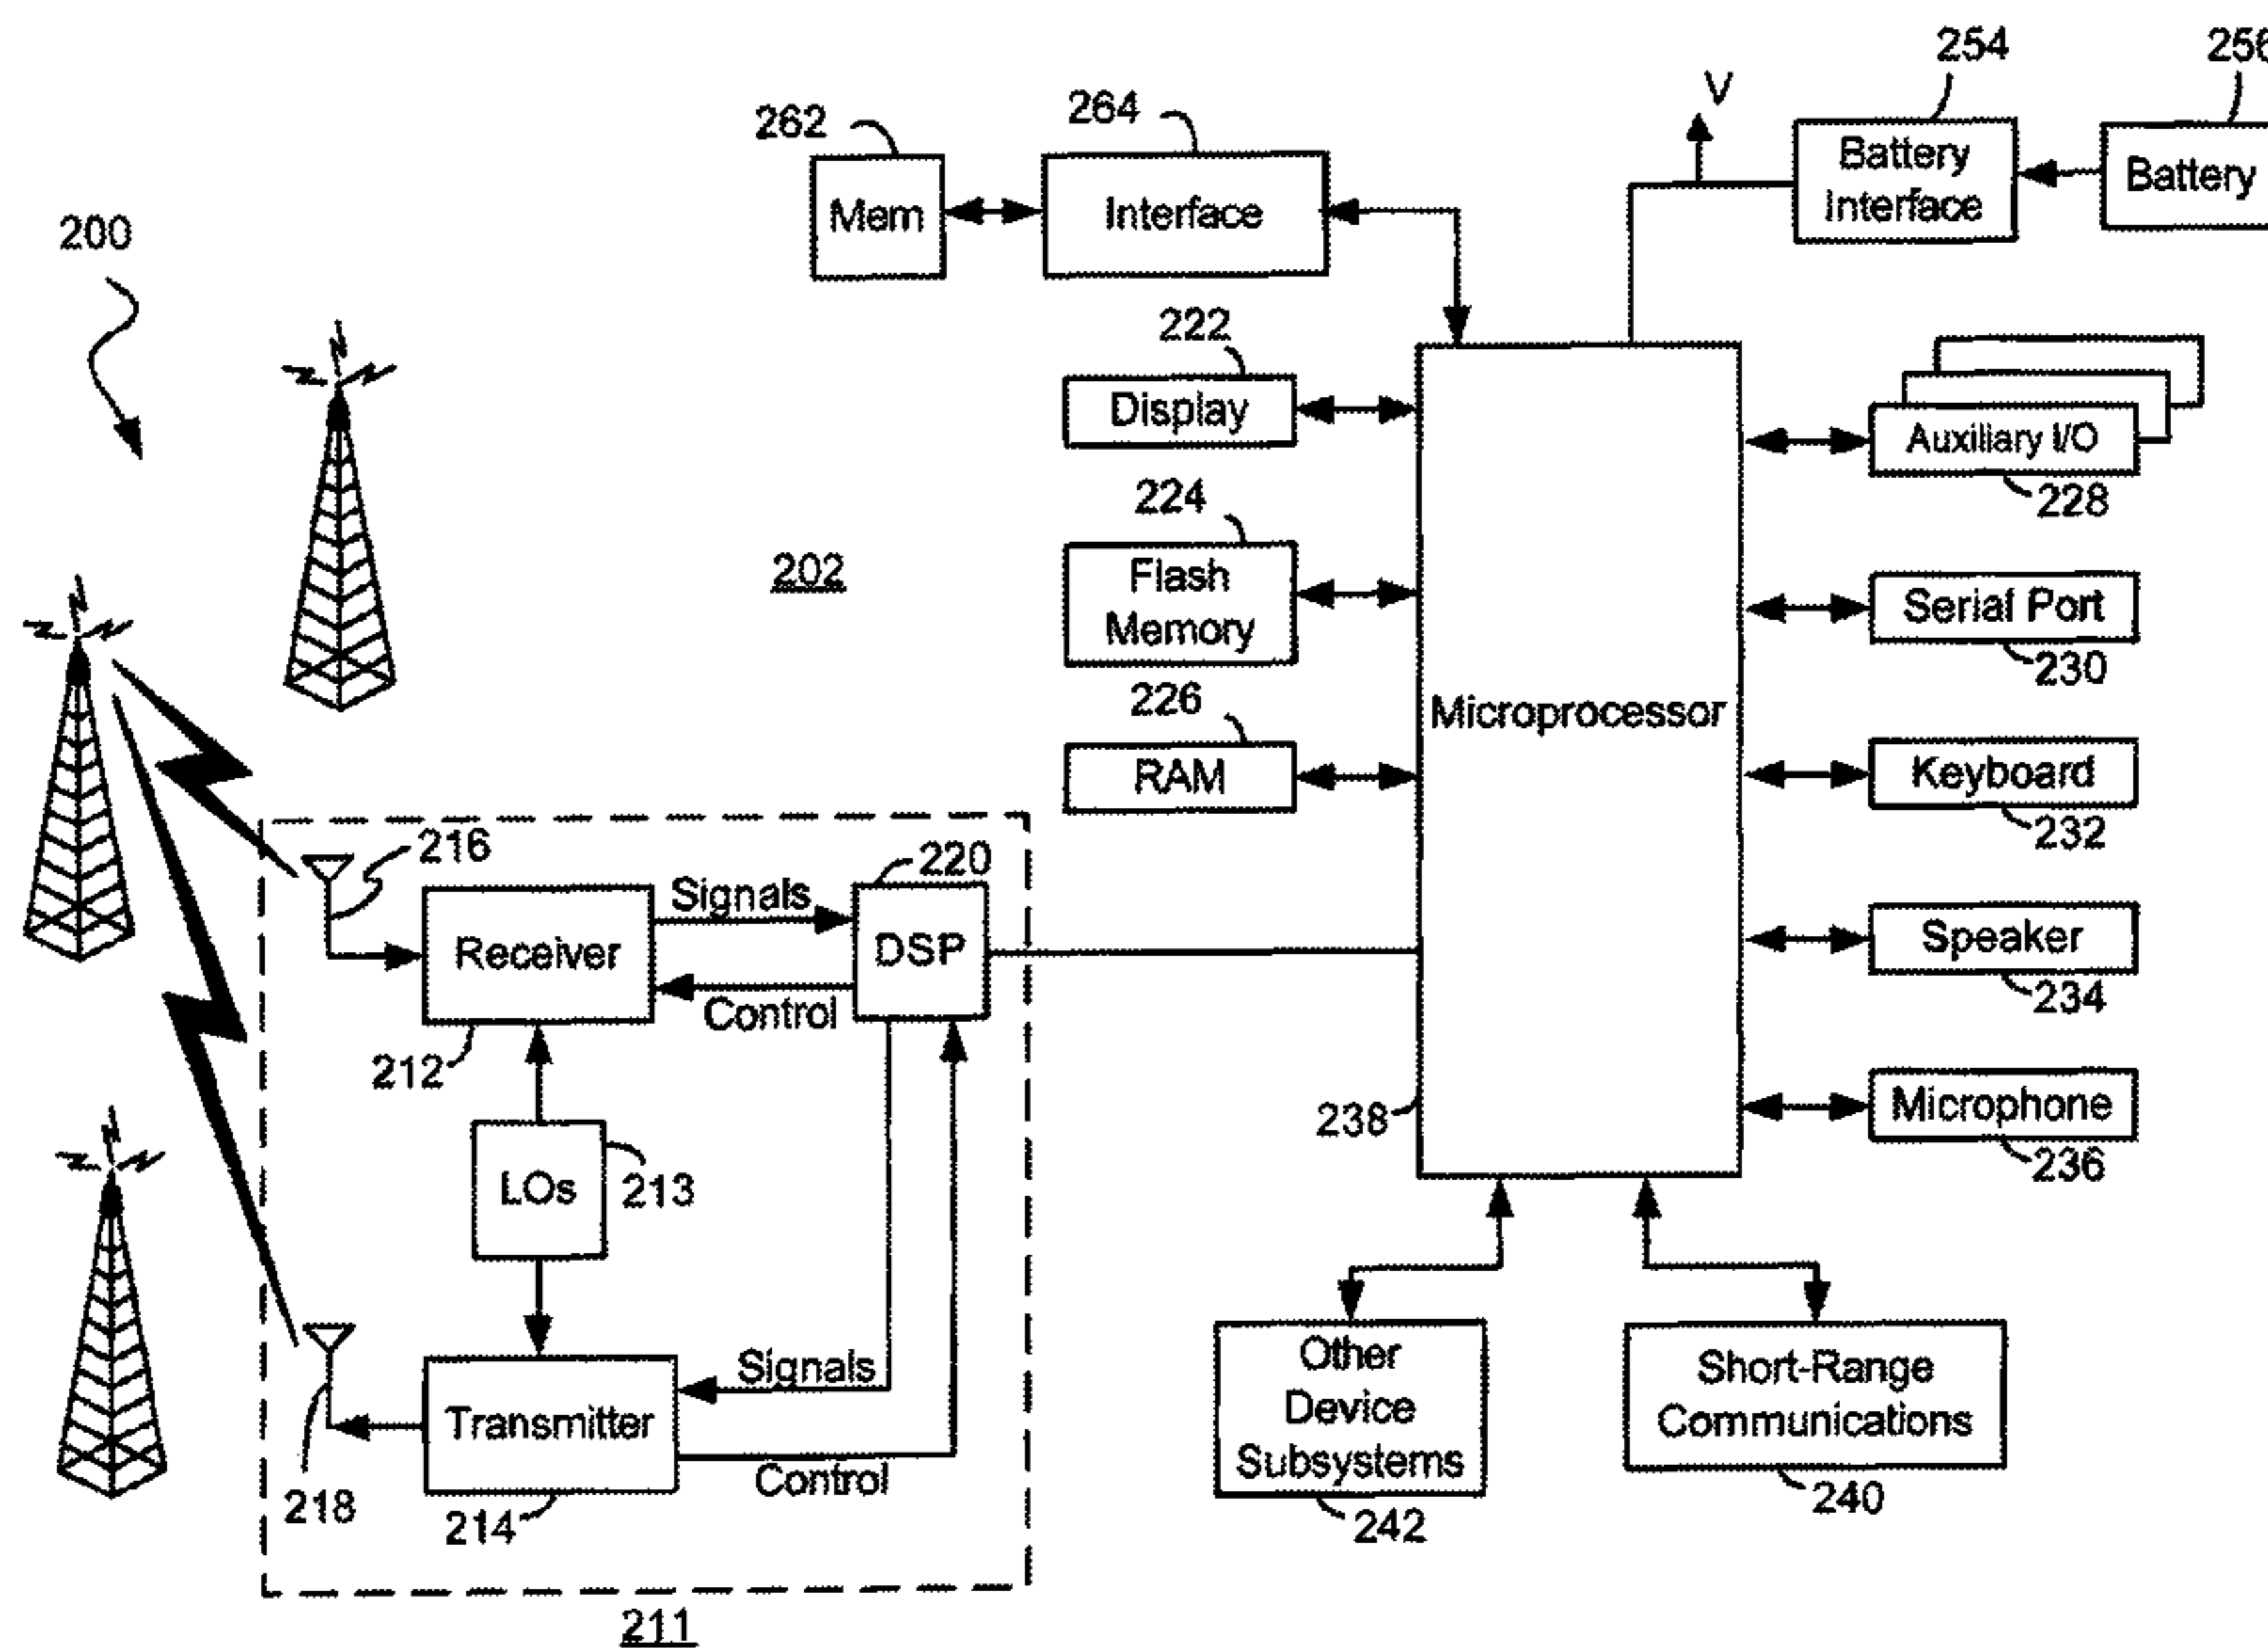 254
256
V
262
264
Battery
Interface
Battery
Mem
Interface
200
222
Display
Auxiliary I/O
228
224
Flash
Memory
202
Serial Port
230
226
RAM
Microprocessor
Keyboard
232
216
220
Signals
Receiver
DSP
Control
212
Speaker
234
238
Microphone
236
LOs
213
Signals
Transmitter
Control
218
214
Other
Device
Subsystems
242
Short-Range
Communications
240
211